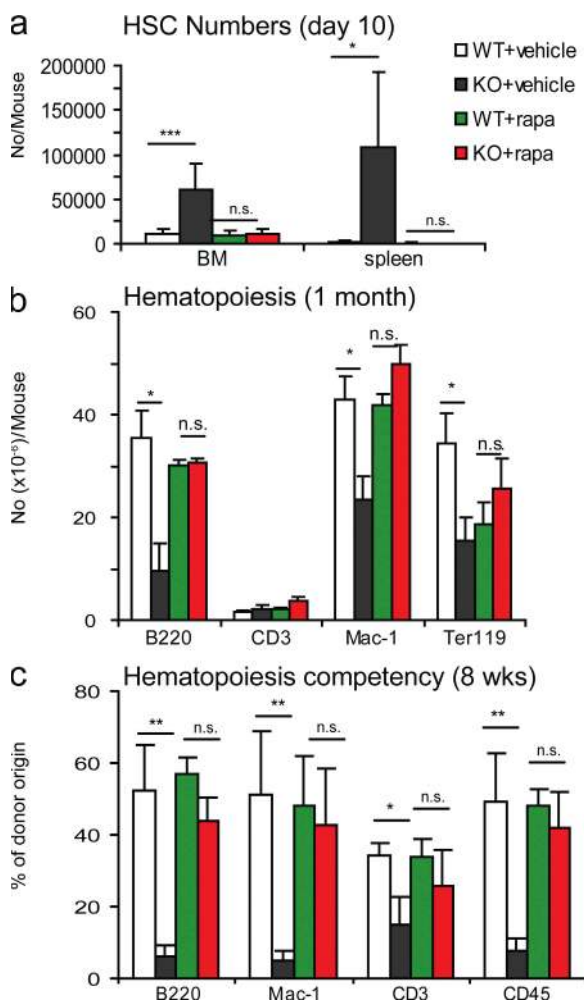 a HSC Numbers (day 10)
No/Mouse
200000
150000
100000
50000
0
*** n.s. * n.s.
BM spleen
WT+vehicle
KO+vehicle
WT+rapa
KO+rapa
b Hematopoiesis (1 month)
No (x10⁻⁶)/Mouse
60
40
20
0
* n.s. * n.s. * n.s.
B220 CD3 Mac-1 Ter119
c Hematopoiesis competency (8 wks)
% of donor origin
80
60
40
20
0
** n.s. ** n.s. * n.s. ** n.s.
B220 Mac-1 CD3 CD45